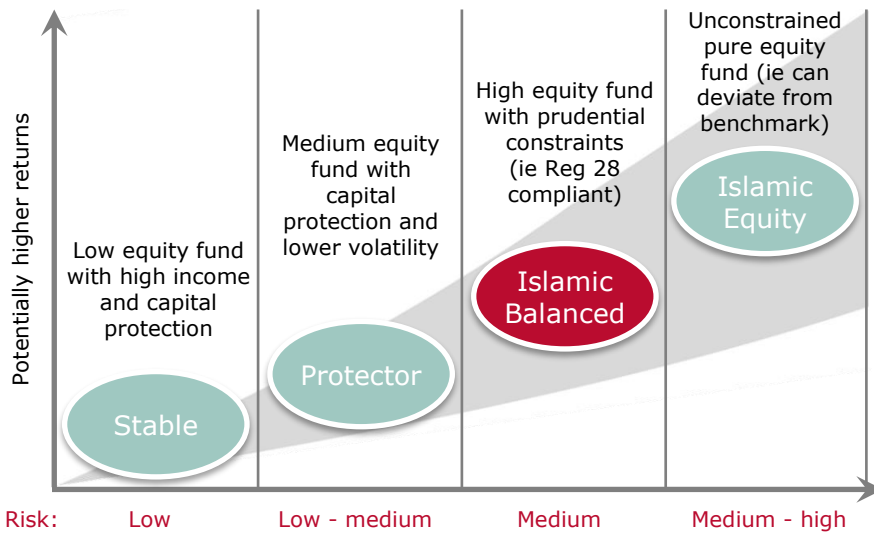 Potentially higher returns
Low equity fund
with high income
and capital
protection
Stable
Medium equity
fund with
capital
protection and
lower volatility
Protector
High equity fund
with prudential
constraints
(ie Reg 28
compliant)
Islamic
Balanced
Unconstrained
pure equity
fund (ie can
deviate from
benchmark)
Islamic
Equity
Risk: Low Low - medium Medium Medium - high